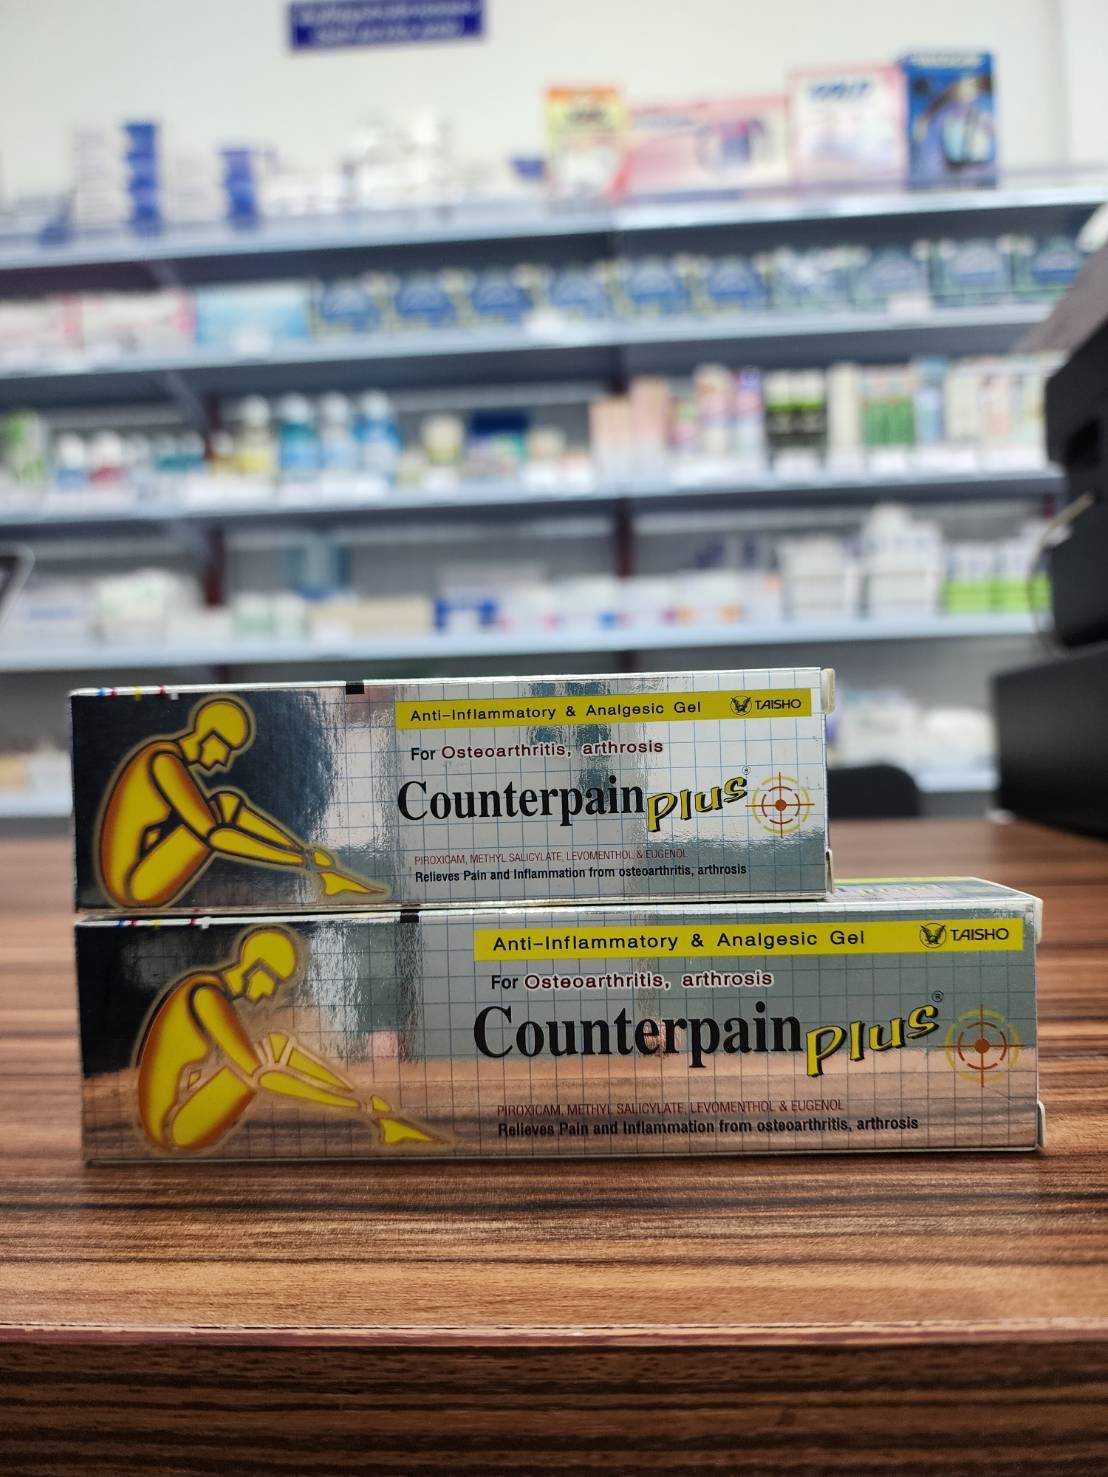 Anti-Inflammatory & Analgesic Gel TAISHO
For Osteoarthritis, arthrosis
Counterpain plus®
PIROXICAM, METHYL SALICYLATE, LEVOMENTHOL & EUGENOL
Relieves Pain and Inflammation from osteoarthritis, arthrosis
Anti-Inflammatory & Analgesic Gel TAISHO
For Osteoarthritis, arthrosis
Counterpain plus®
PIROXICAM, METHYL SALICYLATE, LEVOMENTHOL & EUGENOL
Relieves Pain and Inflammation from osteoarthritis, arthrosis